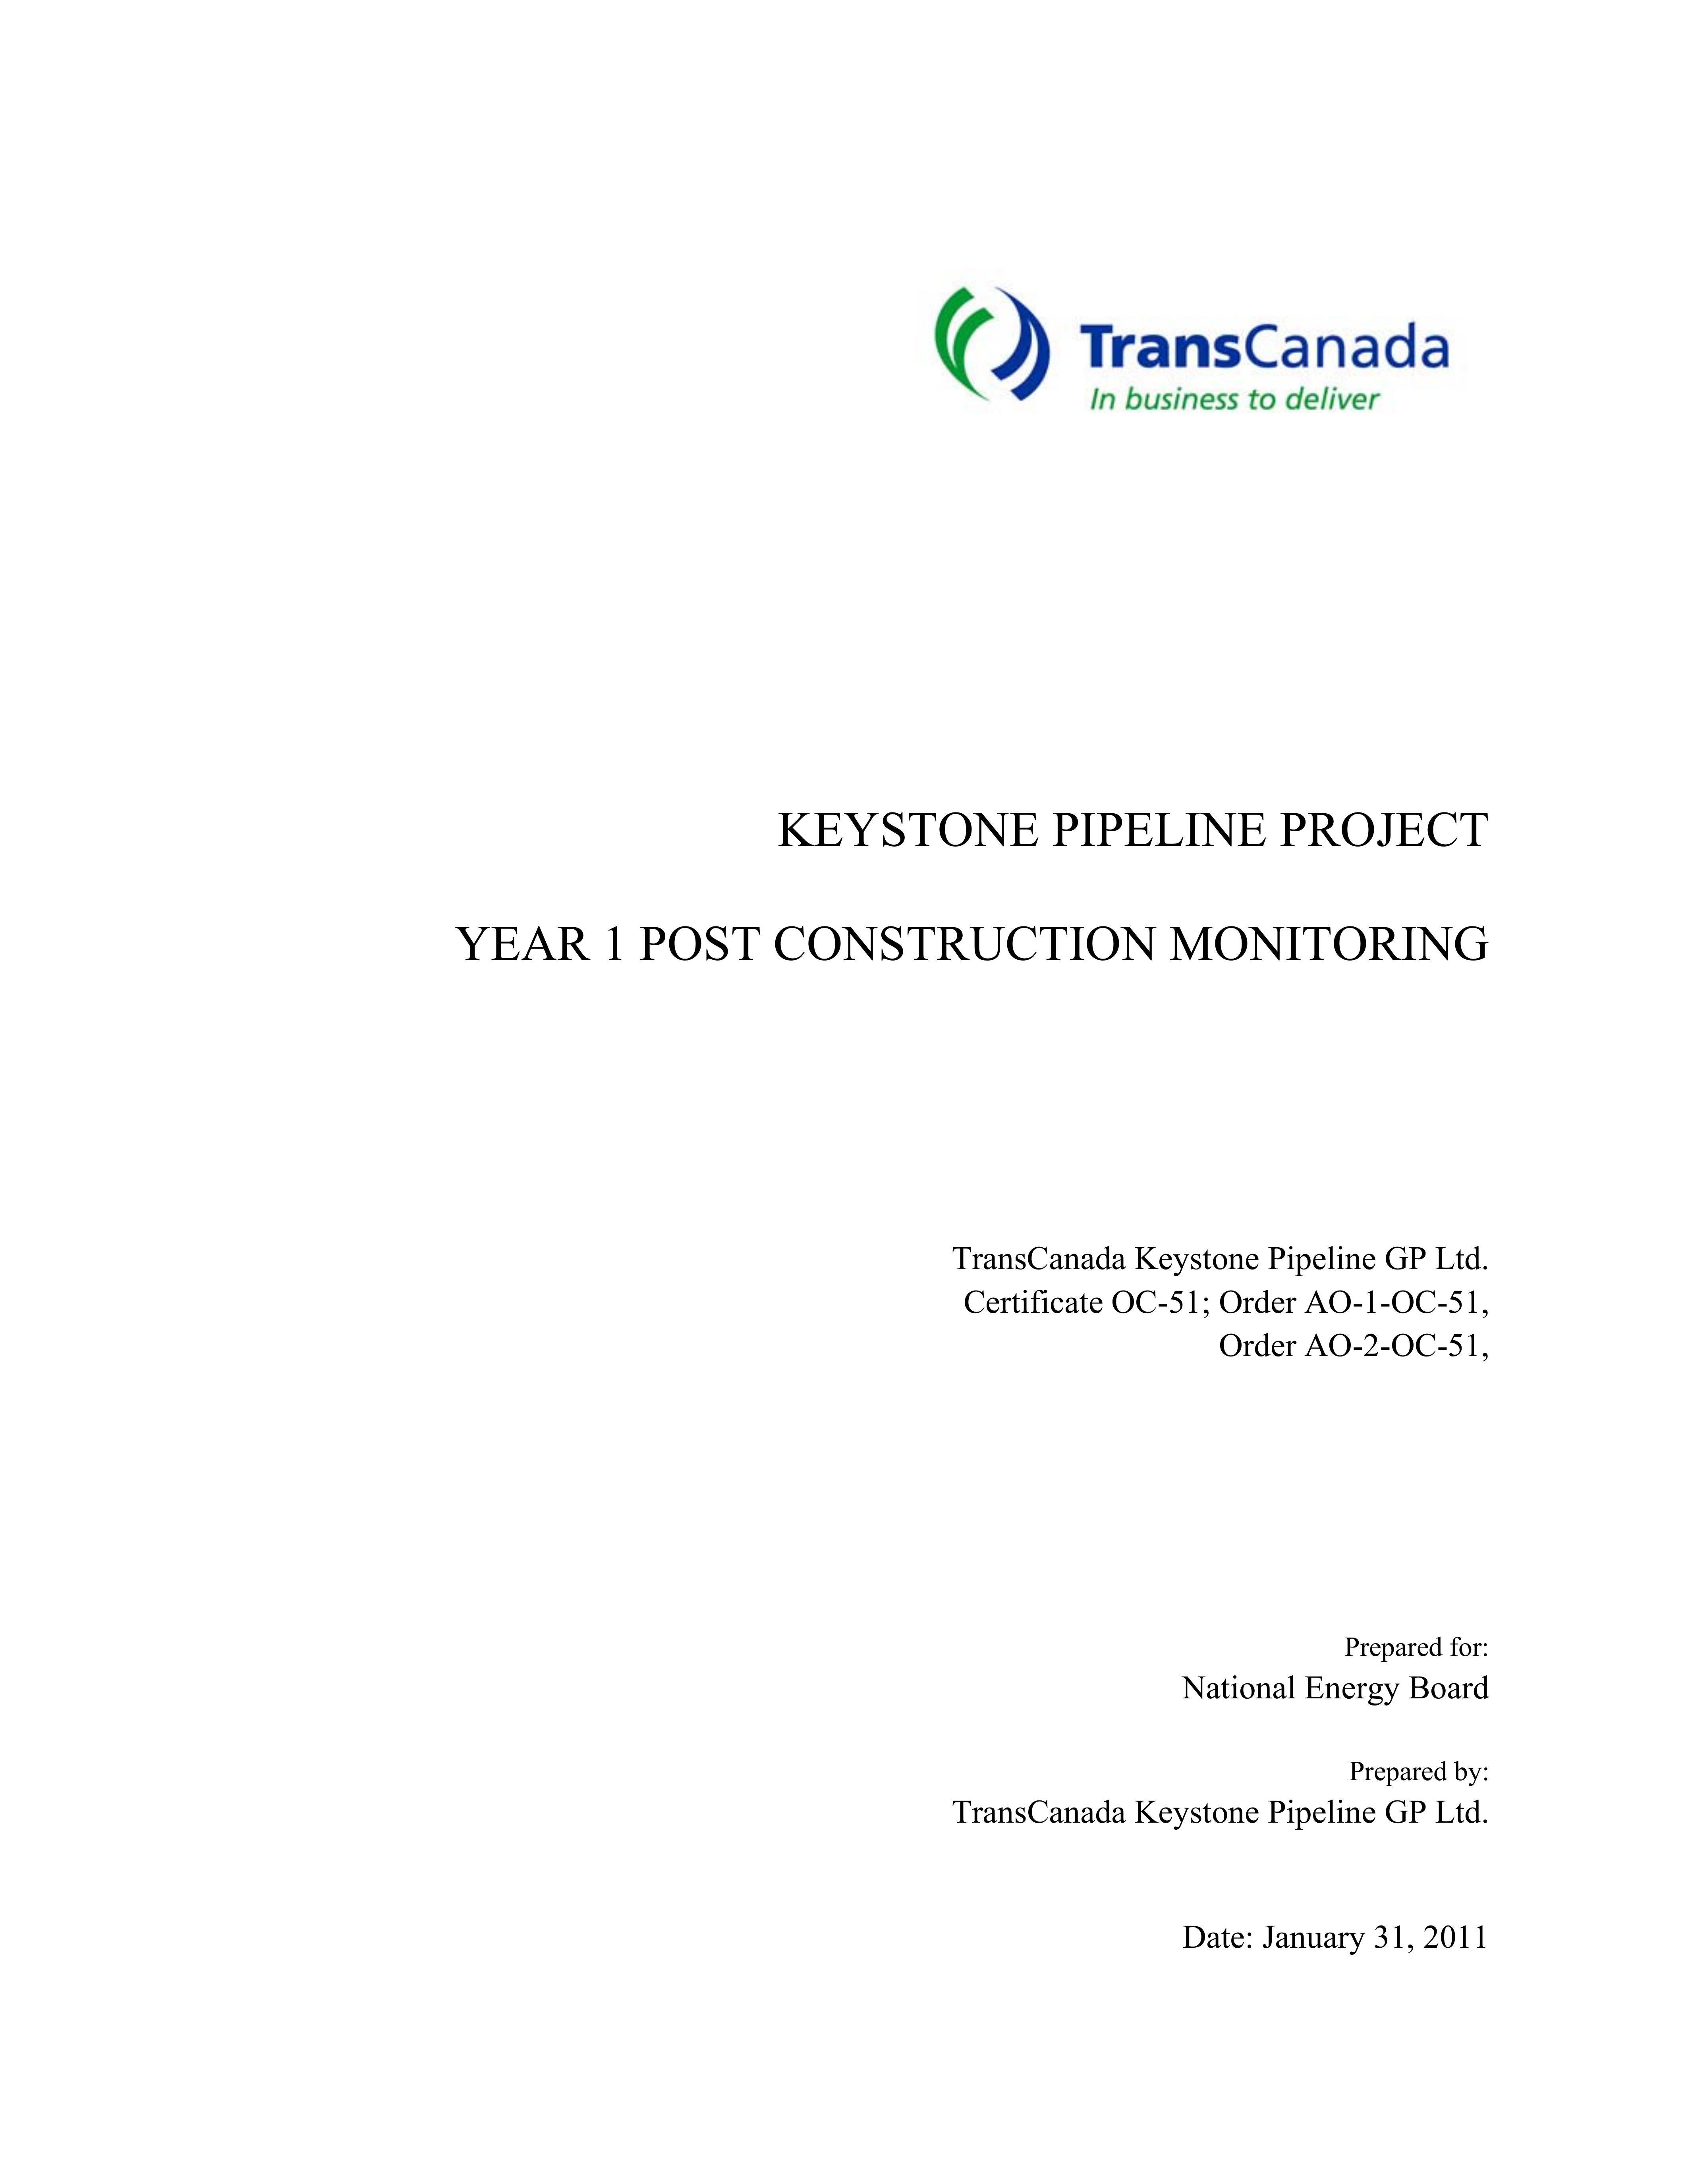 TransCanada
In business to deliver
KEYSTONE PIPELINE PROJECT
YEAR 1 POST CONSTRUCTION MONITORING
TransCanada Keystone Pipeline GP Ltd.
Certificate OC-51; Order AO-1-OC-51,
Order AO-2-OC-51,
Prepared for:
National Energy Board
Prepared by:
TransCanada Keystone Pipeline GP Ltd.
Date: January 31, 2011